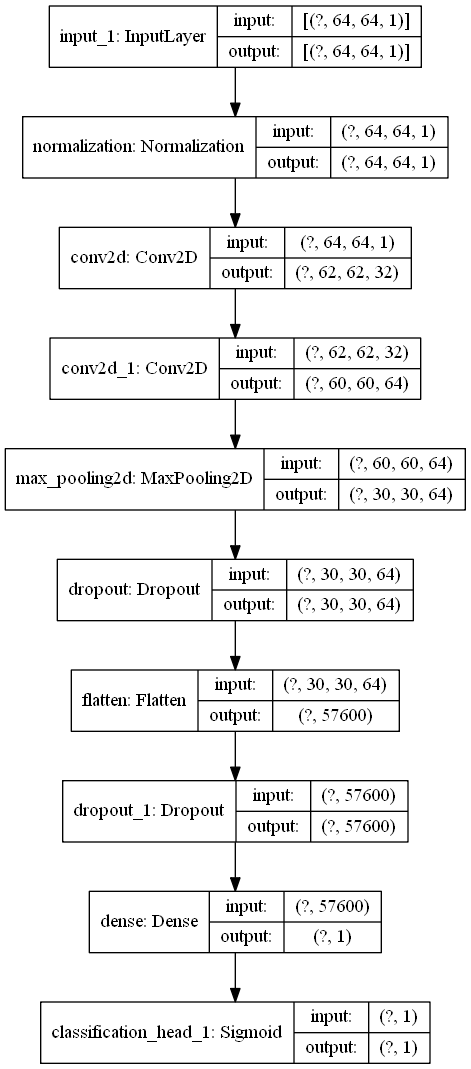 input_1: InputLayer
input: [(?, 64, 64, 1)]
output: [(?, 64, 64, 1)]
normalization: Normalization
input: (?, 64, 64, 1)
output: (?, 64, 64, 1)
conv2d: Conv2D
input: (?, 64, 64, 1)
output: (?, 62, 62, 32)
conv2d_1: Conv2D
input: (?, 62, 62, 32)
output: (?, 60, 60, 64)
max_pooling2d: MaxPooling2D
input: (?, 60, 60, 64)
output: (?, 30, 30, 64)
dropout: Dropout
input: (?, 30, 30, 64)
output: (?, 30, 30, 64)
flatten: Flatten
input: (?, 30, 30, 64)
output: (?, 57600)
dropout_1: Dropout
input: (?, 57600)
output: (?, 57600)
dense: Dense
input: (?, 57600)
output: (?, 1)
classification_head_1: Sigmoid
input: (?, 1)
output: (?, 1)